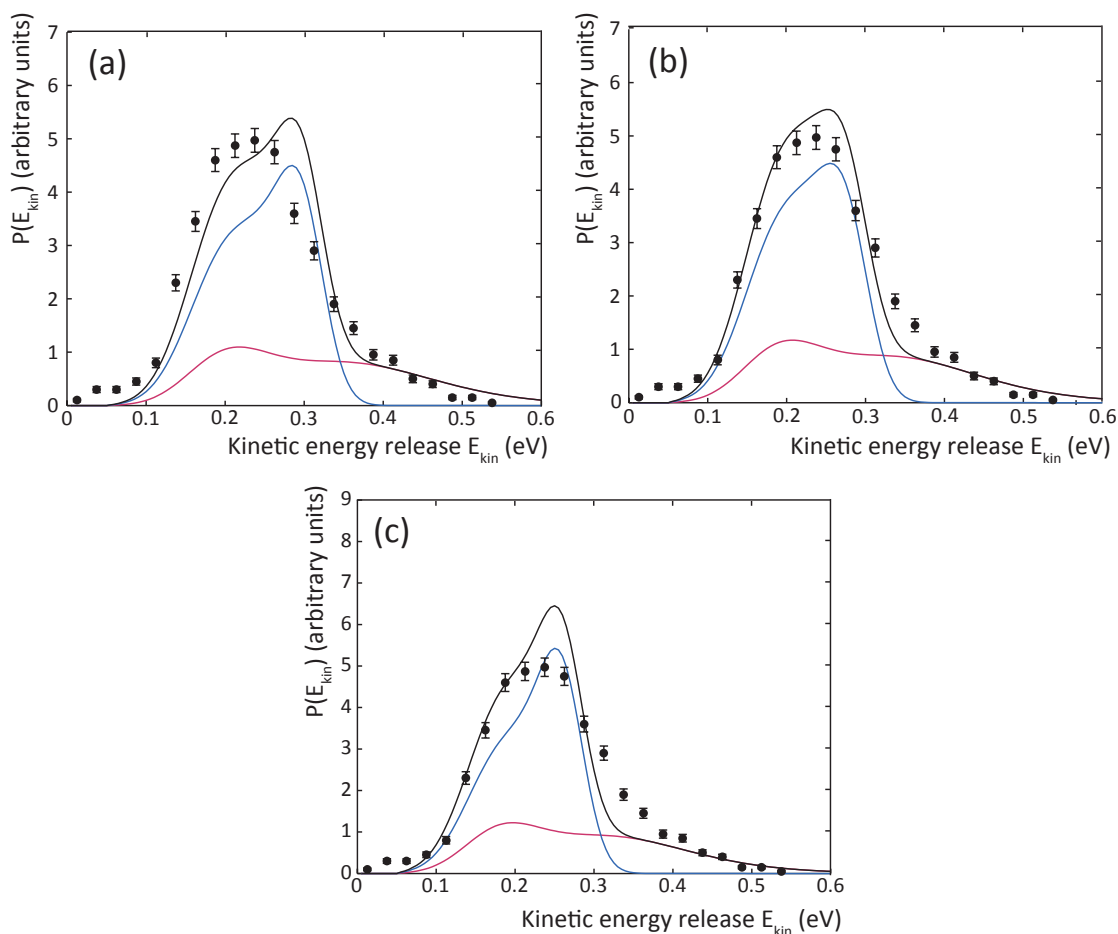 (a)
P(E_kin) (arbitrary units)
7
6
5
4
3
2
1
0
0 0.1 0.2 0.3 0.4 0.5 0.6
Kinetic energy release E_kin (eV)
(b)
P(E_kin) (arbitrary units)
7
6
5
4
3
2
1
0
0 0.1 0.2 0.3 0.4 0.5 0.6
Kinetic energy release E_kin (eV)
(c)
P(E_kin) (arbitrary units)
9
8
7
6
5
4
3
2
1
0
0 0.1 0.2 0.3 0.4 0.5 0.6
Kinetic energy release E_kin (eV)